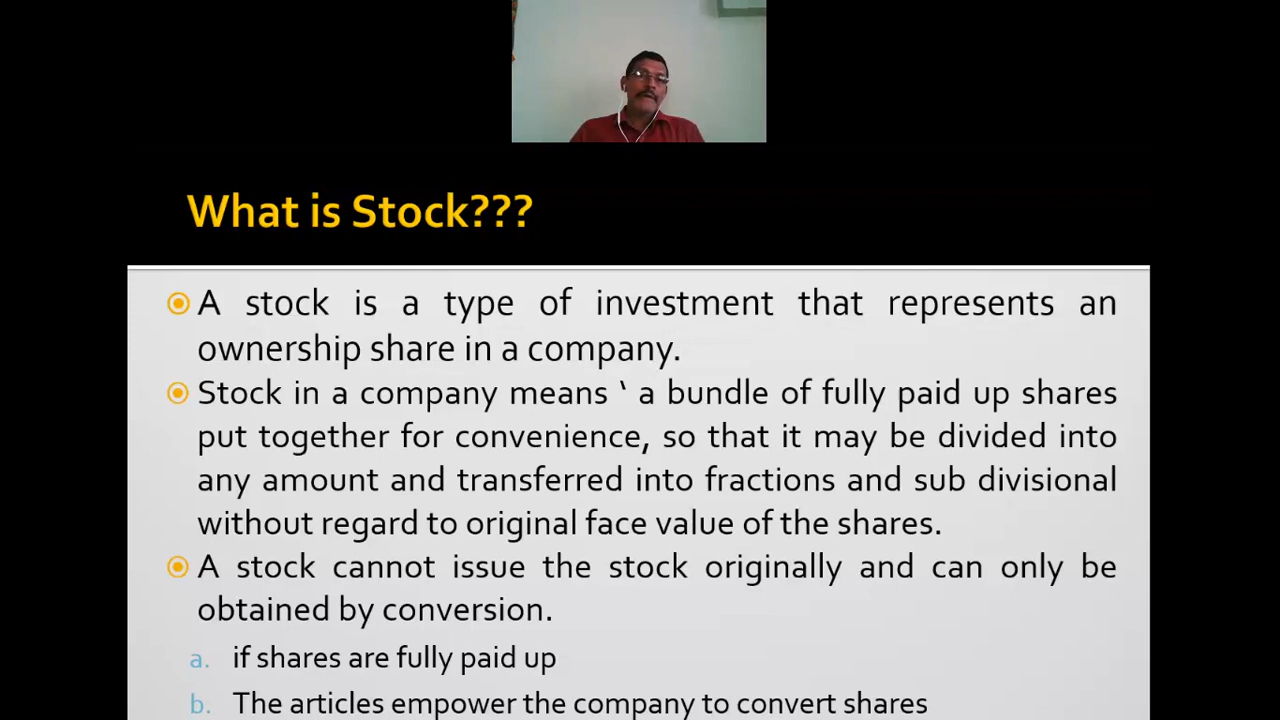 What is Stock???
A stock is a type of investment that represents an
ownership share in a company.
Stock in a company means ‘ a bundle of fully paid up shares
put together for convenience, so that it may be divided into
any amount and transferred into fractions and sub divisional
without regard to original face value of the shares.
A stock cannot issue the stock originally and can only be
obtained by conversion.
a. if shares are fully paid up
b. The articles empower the company to convert shares